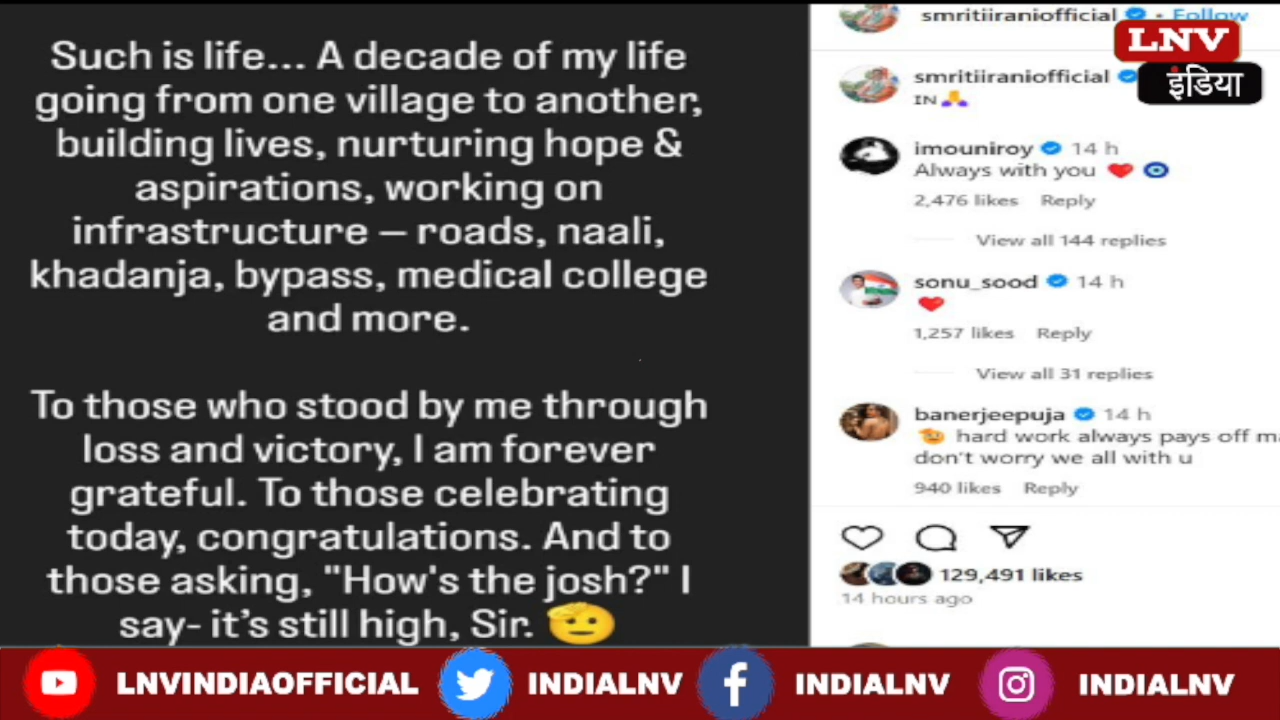 Such is life... A decade of my life
going from one village to another,
building lives, nurturing hope &
aspirations, working on
infrastructure – roads, naali,
khadanja, bypass, medical college
and more.
To those who stood by me through
loss and victory, I am forever
grateful. To those celebrating
today, congratulations. And to
those asking, "How's the josh?" I
say- it's still high, Sir. 🫡
smritiiraniofficial • Follow
LNV
इंडिया
smritiiraniofficial
IN 🙏
imouniroy 14 h
Always with you ❤️ 🧿
2,476 likes Reply
View all 144 replies
sonu_sood 14 h
❤️
1,257 likes Reply
View all 31 replies
banerjeepuja 14 h
🫡 hard work always pays off
don't worry we all with u
940 likes Reply
129,491 likes
14 hours ago
LNVINDIAOFFICIAL INDIALNV INDIALNV INDIALNV